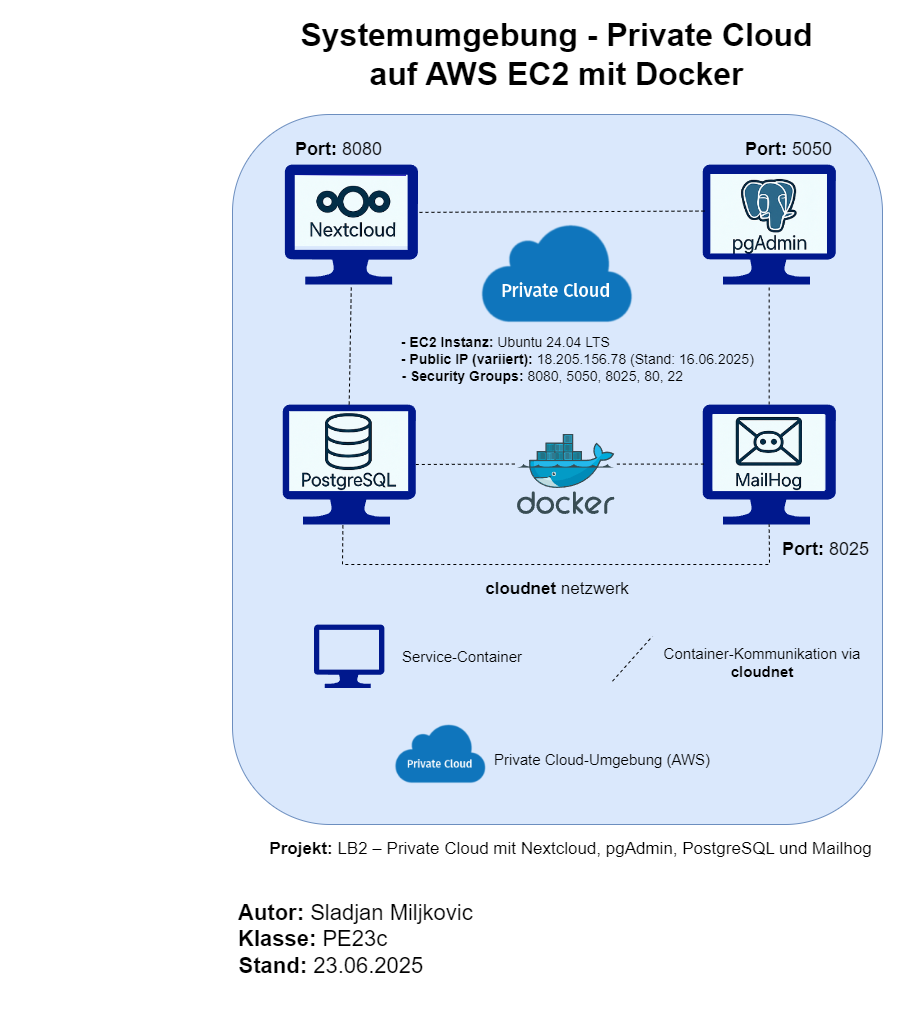 Systemumgebung - Private Cloud
auf AWS EC2 mit Docker
Port: 8080
Port: 5050
Nextcloud
pgAdmin
Private Cloud
- EC2 Instanz: Ubuntu 24.04 LTS
- Public IP (variiert): 18.205.156.78 (Stand: 16.06.2025)
- Security Groups: 8080, 5050, 8025, 80, 22
PostgreSQL
docker
MailHog
Port: 8025
cloudnet netzwerk
Service-Container
Container-Kommunikation via
cloudnet
Private Cloud
Private Cloud-Umgebung (AWS)
Projekt: LB2 – Private Cloud mit Nextcloud, pgAdmin, PostgreSQL und Mailhog
Autor: Sladjan Miljkovic
Klasse: PE23c
Stand: 23.06.2025